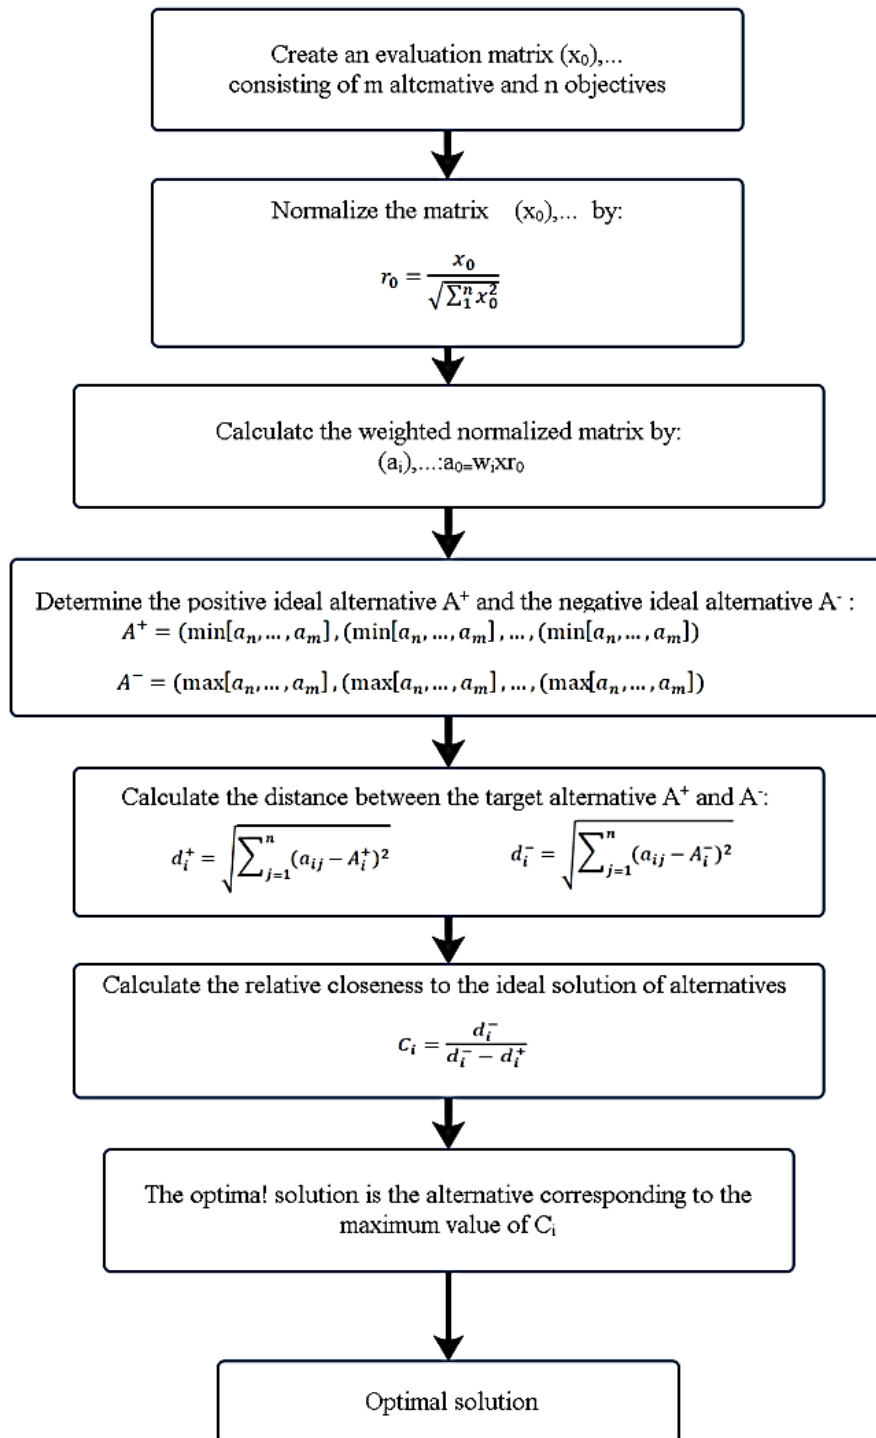 Create an evaluation matrix (x₀),...
consisting of m altcmative and n objectives
Normalize the matrix (x₀),... by:
r₀ = x₀ / √(∑₁ⁿ x₀²)
Calculatc the weighted normalized matrix by:
(aᵢ),...:a₀=wⱼxr₀
Determine the positive ideal alternative A⁺ and the negative ideal alternative A⁻ :
A⁺ = (min[aₙ, ..., aₘ], (min[aₙ, ..., aₘ], ..., (min[aₙ, ..., aₘ])
A⁻ = (max[aₙ, ..., aₘ], (max[aₙ, ..., aₘ], ..., (max[aₙ, ..., aₘ])
Calculate the distance between the target alternative A⁺ and A⁻:
dᵢ⁺ = √(∑ⱼ₌₁ⁿ (aᵢⱼ − Aᵢ⁺)²) dᵢ⁻ = √(∑ⱼ₌₁ⁿ (aᵢⱼ − Aᵢ⁻)²)
Calculate the relative closeness to the ideal solution of alternatives
Cᵢ = dᵢ⁻ / (dᵢ⁻ − dᵢ⁺)
The optima! solution is the alternative corresponding to the
maximum value of Cᵢ
Optimal solution